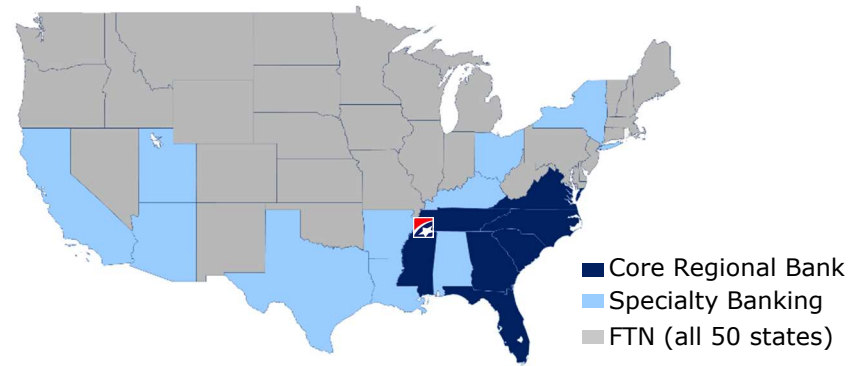 Core Regional Bank
Specialty Banking
FTN (all 50 states)